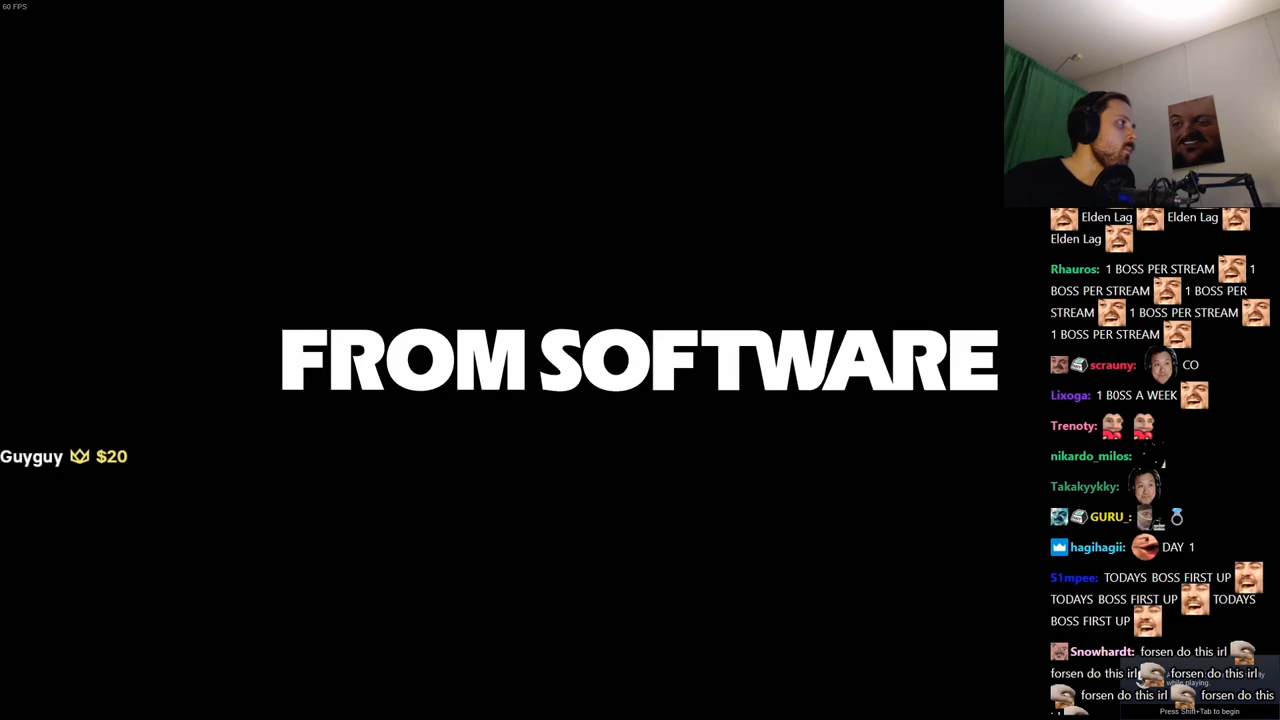 60 FPS
FROMSOFTWARE
Guyguy $20
Elden Lag Elden Lag
Elden Lag
Rhauros: 1 BOSS PER STREAM 1
BOSS PER STREAM 1 BOSS PER
STREAM 1 BOSS PER STREAM
1 BOSS PER STREAM
scrauny: CO
Lixoga: 1 B0SS A WEEK
Trenoty:
nikardo_milos:
Takakyykky:
GURU_:
hagihagii: DAY 1
S1mpee: TODAYS BOSS FIRST UP
TODAYS BOSS FIRST UP TODAYS
BOSS FIRST UP
Snowhardt: forsen do this irl
forsen do this irl forsen do this irl
while playing.
forsen do this irl forsen do this
Press Shift+Tab to begin